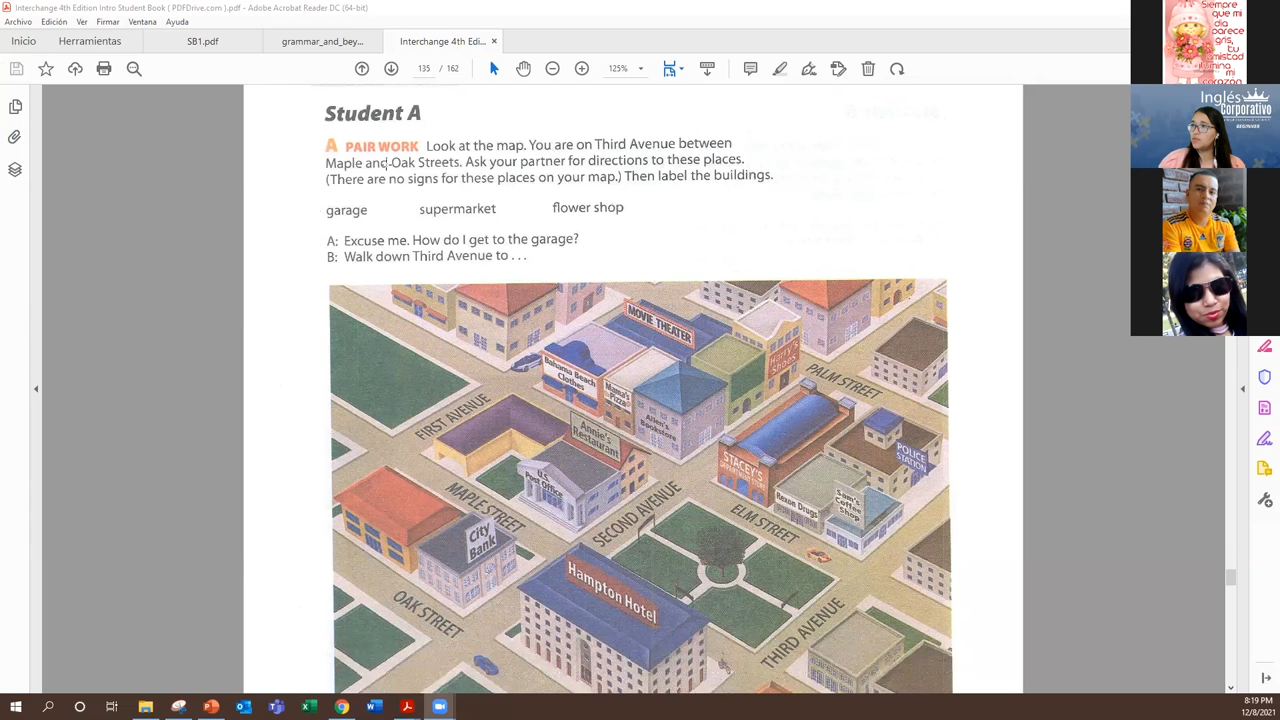 Interchange 4th Edition Intro Student Book ( PDFDrive.com ).pdf - Adobe Acrobat Reader DC (64-bit)
Archivo Edición Ver Firmar Ventana Ayuda
Inicio Herramientas SB1.pdf grammar_and_bey... Interchange 4th Edi... ×
135 / 162 125%
Student A
A PAIR WORK Look at the map. You are on Third Avenue between
Maple and Oak Streets. Ask your partner for directions to these places.
(There are no signs for these places on your map.) Then label the buildings.
garage supermarket flower shop
A: Excuse me. How do I get to the garage?
B: Walk down Third Avenue to . . .
MOVIE THEATER
Bahama Beach
Clothes
Mama's
Pizza
Harry's
Shoes
Allen's
Bookstore
PALM STREET
FIRST AVENUE
Annie's
Restaurant
STACEY'S
DEPARTMENT STORE
POLICE
STATION
U.S.
Post Office
MAPLE STREET
SECOND AVENUE
Rexon Drugs
Sam's
Coffee
Shop
ELM STREET
City
Bank
Hampton Hotel
OAK STREET
THIRD AVENUE
Siempre
que mi
dia
parece
gris,
tu
amistad
ilumina
mi
corazón
Inglés
Corporativo
BEGINNER
8:19 PM
12/8/2021